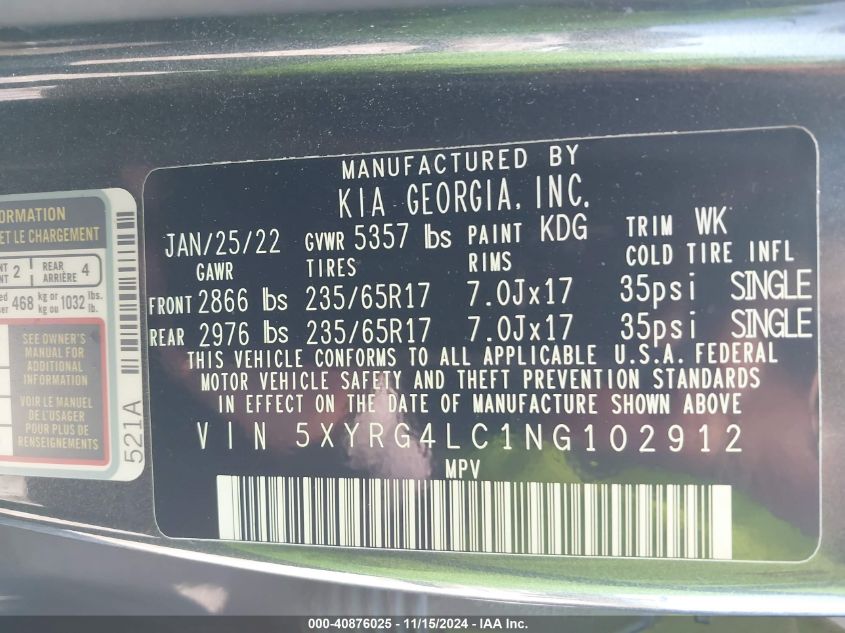 ORMATION
ET LE CHARGEMENT
2 REAR ARRIÈRE 4
468 kg or ou 1032 lbs. lb.
SEE OWNER'S
MANUAL FOR
ADDITIONAL
INFORMATION
VOIR LE MANUEL
DE L'USAGER
POUR PLUS DE
RENSEIGNEMENTS
521A
MANUFACTURED BY
KIA GEORGIA, INC.
JAN/25/22 GVWR 5357 lbs PAINT KDG TRIM WK
GAWR TIRES RIMS COLD TIRE INFL
FRONT 2866 lbs 235/65R17 7.0Jx17 35psi SINGLE
REAR 2976 lbs 235/65R17 7.0Jx17 35psi SINGLE
THIS VEHICLE CONFORMS TO ALL APPLICABLE U.S.A. FEDERAL
MOTOR VEHICLE SAFETY AND THEFT PREVENTION STANDARDS
IN EFFECT ON THE DATE OF MANUFACTURE SHOWN ABOVE
VIN 5XYRG4LC1NG102912
MPV
000-40876025 - 11/15/2024 - IAA Inc.